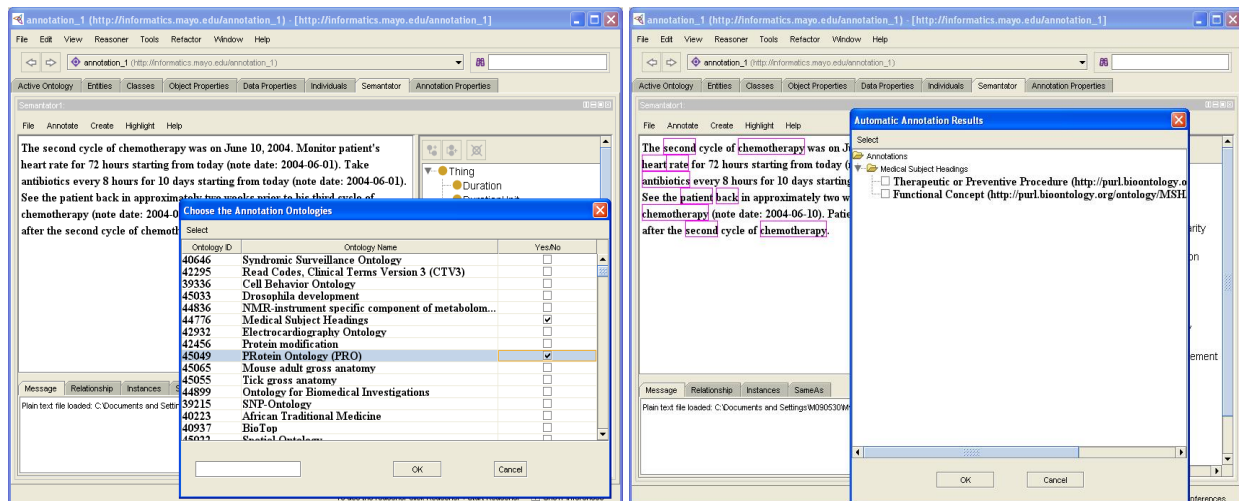 annotation_1 (http://informatics.mayo.edu/annotation_1) - [http://informatics.mayo.edu/annotation_1]
File Edit View Reasoner Tools Refactor Window Help
annotation_1 (http://informatics.mayo.edu/annotation_1)
Active Ontology Entities Classes Object Properties Data Properties Individuals Semantator Annotation Properties
Semantator1:
File Annotate Create Highlight Help
The second cycle of chemotherapy was on June 10, 2004. Monitor patient's
heart rate for 72 hours starting from today (note date: 2004-06-01). Take
antibiotics every 8 hours for 10 days starting from today (note date: 2004-06-01).
See the patient back in approximately two weeks prior to his third cycle of
chemotherapy (note date: 2004-0
after the second cycle of chemoth
Thing
Duration
Choose the Annotation Ontologies
Select
Ontology ID Ontology Name Yes/No
40646 Syndromic Surveillance Ontology
42295 Read Codes, Clinical Terms Version 3 (CTV3)
39336 Cell Behavior Ontology
45033 Drosophila development
44836 NMR-instrument specific component of metabolom...
44776 Medical Subject Headings
42932 Electrocardiography Ontology
42456 Protein modification
45049 PRotein Ontology (PRO)
45065 Mouse adult gross anatomy
45055 Tick gross anatomy
44899 Ontology for Biomedical Investigations
39215 SNP-Ontology
40223 African Traditional Medicine
40937 BioTop
Message Relationship Instances S
Plain text file loaded: C:\Documents and Settin
OK Cancel
annotation_1 (http://informatics.mayo.edu/annotation_1) - [http://informatics.mayo.edu/annotation_1]
File Edit View Reasoner Tools Refactor Window Help
annotation_1 (http://informatics.mayo.edu/annotation_1)
Active Ontology Entities Classes Object Properties Data Properties Individuals Semantator Annotation Properties
Semantator1:
File Annotate Create Highlight Help
The second cycle of chemotherapy was on Ju
heart rate for 72 hours starting from today (
antibiotics every 8 hours for 10 days starting
See the patient back in approximately two w
chemotherapy (note date: 2004-06-10). Patie
after the second cycle of chemotherapy.
Automatic Annotation Results
Select
Annotations
Medical Subject Headings
Therapeutic or Preventive Procedure (http://purl.bioontology.o
Functional Concept (http://purl.bioontology.org/ontology/MSH
arity
on
ement
Message Relationship Instances SameAs
Plain text file loaded: C:\Documents and Settings\M090530\M
OK Cancel